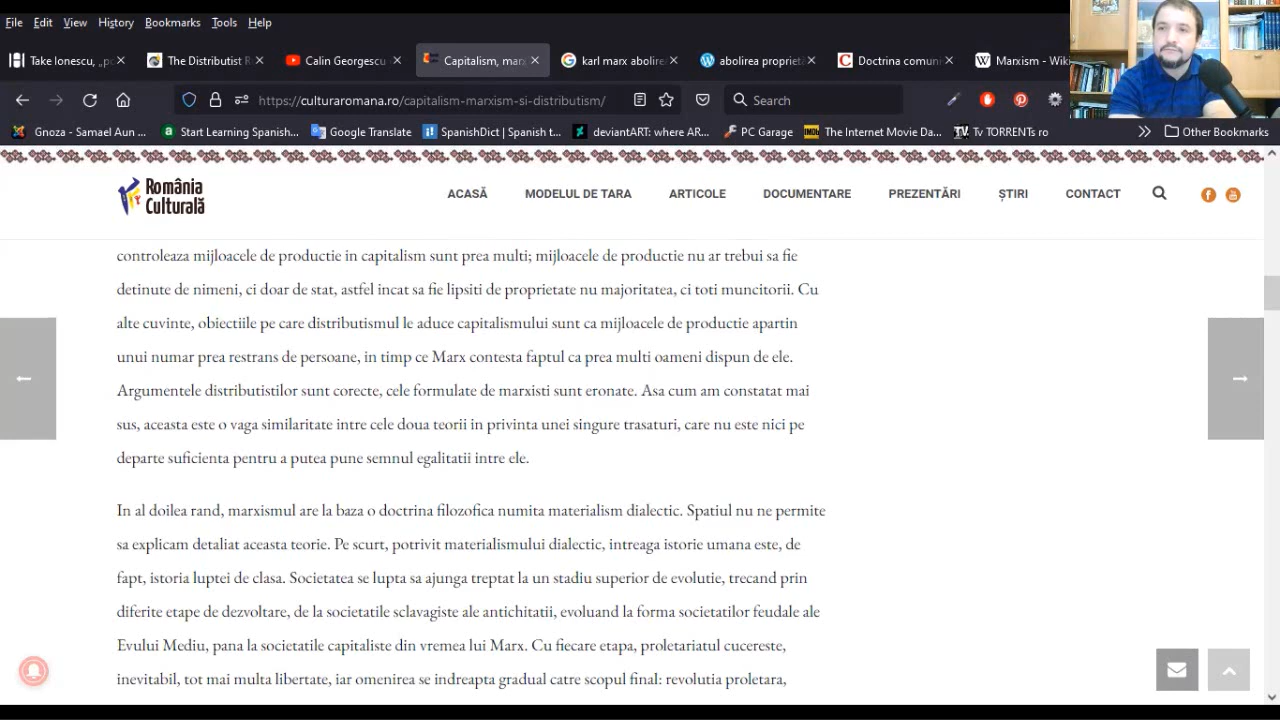 File Edit View History Bookmarks Tools Help
Take Ionescu, „p
The Distributist R
Calin Georgescu
Capitalism, mar
karl marx abolire
abolirea propriet
Doctrina comun
Marxism - Wik
https://culturaromana.ro/capitalism-marxism-si-distributism/
Search
Gnoza - Samael Aun ...
Start Learning Spanish...
Google Translate
SpanishDict | Spanish t...
deviantART: where AR...
PC Garage
The Internet Movie Da...
Tv TORRENTs ro
Other Bookmarks
România
Culturală
ACASĂ MODELUL DE TARA ARTICOLE DOCUMENTARE PREZENTĂRI ȘTIRI CONTACT
controleaza mijloacele de productie in capitalism sunt prea multi; mijloacele de productie nu ar trebui sa fie
detinute de nimeni, ci doar de stat, astfel incat sa fie lipsiti de proprietate nu majoritatea, ci toti muncitorii. Cu
alte cuvinte, obiectiile pe care distributismul le aduce capitalismului sunt ca mijloacele de productie apartin
unui numar prea restrans de persoane, in timp ce Marx contesta faptul ca prea multi oameni dispun de ele.
Argumentele distributistilor sunt corecte, cele formulate de marxisti sunt eronate. Asa cum am constatat mai
sus, aceasta este o vaga similaritate intre cele doua teorii in privinta unei singure trasaturi, care nu este nici pe
departe suficienta pentru a putea pune semnul egalitatii intre ele.
In al doilea rand, marxismul are la baza o doctrina filozofica numita materialism dialectic. Spatiul nu ne permite
sa explicam detaliat aceasta teorie. Pe scurt, potrivit materialismului dialectic, intreaga istorie umana este, de
fapt, istoria luptei de clasa. Societatea se lupta sa ajunga treptat la un stadiu superior de evolutie, trecand prin
diferite etape de dezvoltare, de la societatile sclavagiste ale antichitatii, evoluand la forma societatilor feudale ale
Evului Mediu, pana la societatile capitaliste din vremea lui Marx. Cu fiecare etapa, proletariatul cucereste,
inevitabil, tot mai multa libertate, iar omenirea se indreapta gradual catre scopul final: revolutia proletara,